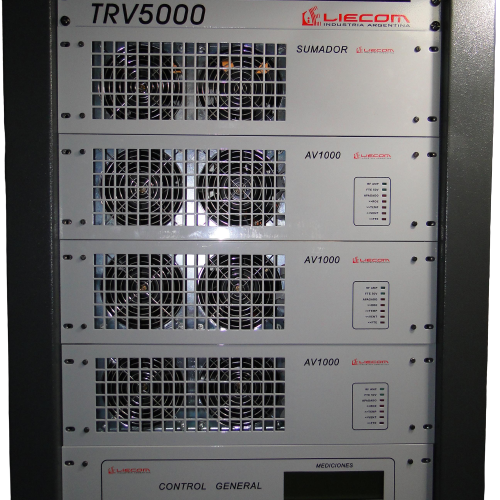 TRV5000
LIECOM
INDUSTRIA ARGENTINA
SUMADOR LIECOM
AV1000 LIECOM
AV1000 LIECOM
AV1000 LIECOM
LIECOM
MEDICIONES
CONTROL GENERAL